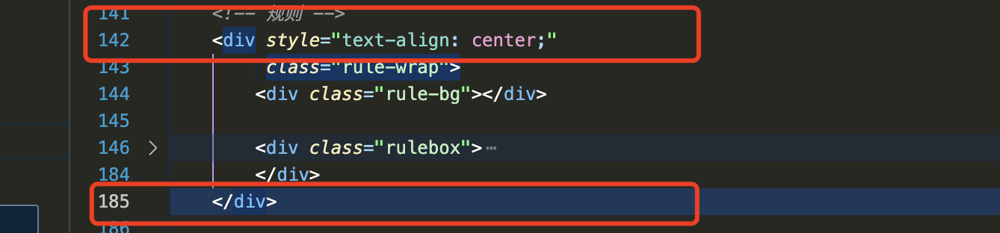 141 <!-- 规则 -->
142 <div style="text-align: center;"
143 class="rule-wrap">
144 <div class="rule-bg"></div>
145
146 > <div class="rulebox">⋯
184 </div>
185 </div>
186